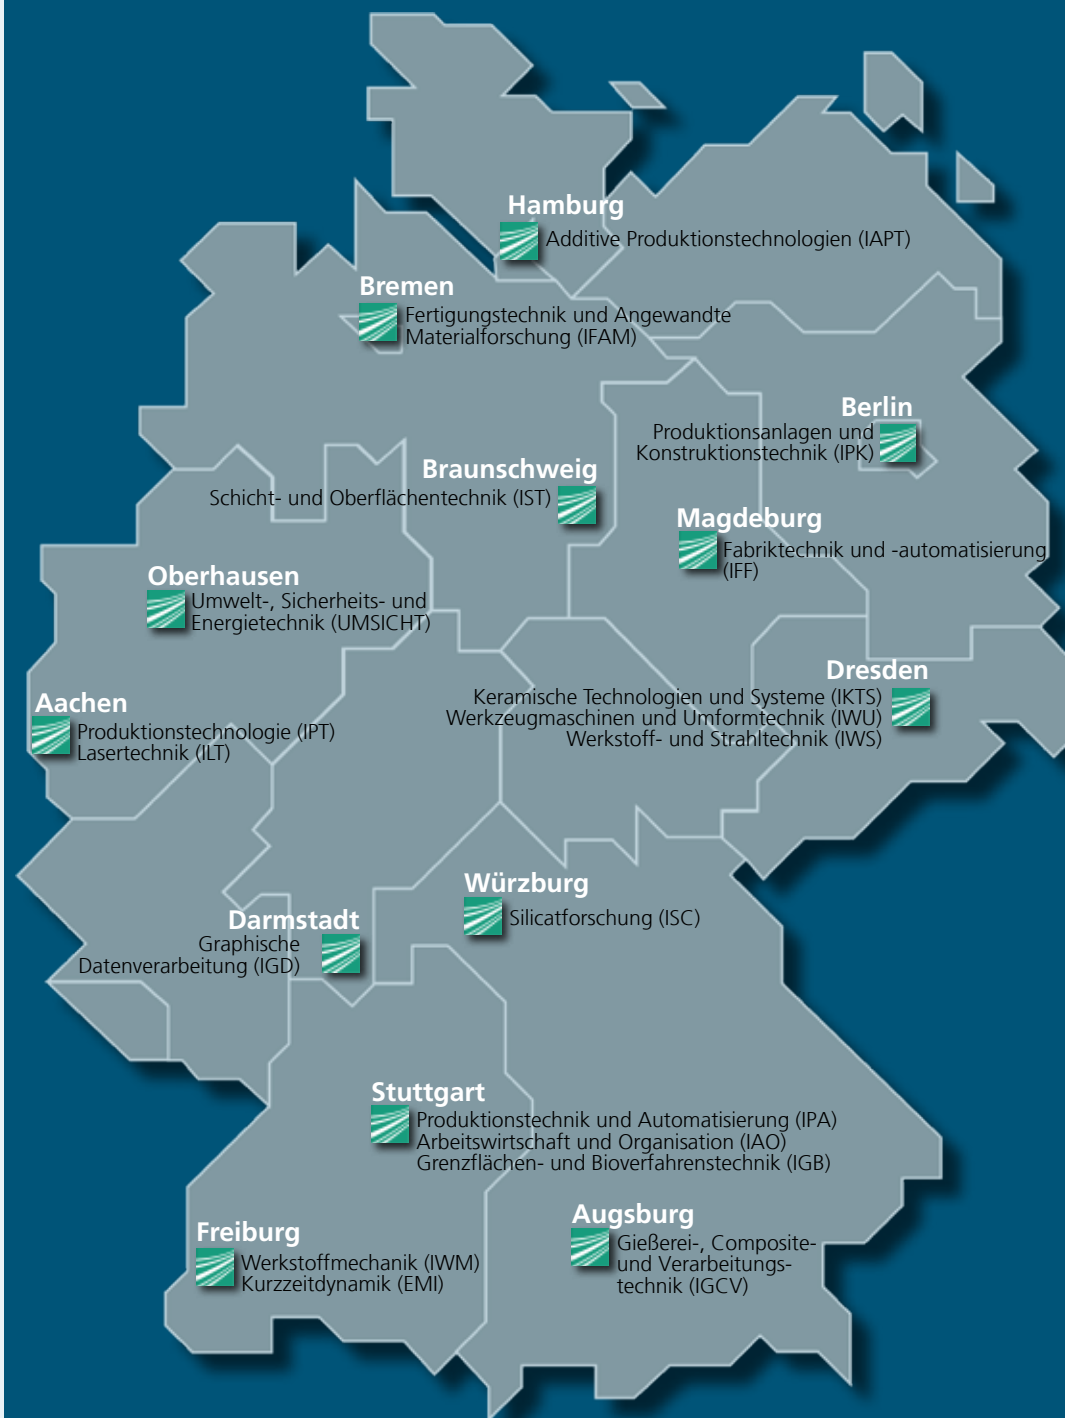 Hamburg
Additive Produktionstechnologien (IAPT)
Bremen
Fertigungstechnik und Angewandte
Materialforschung (IFAM)
Berlin
Produktionsanlagen und
Konstruktionstechnik (IPK)
Braunschweig
Schicht- und Oberflächentechnik (IST)
Magdeburg
Fabriktechnik und -automatisierung
(IFF)
Oberhausen
Umwelt-, Sicherheits- und
Energietechnik (UMSICHT)
Dresden
Keramische Technologien und Systeme (IKTS)
Werkzeugmaschinen und Umformtechnik (IWU)
Werkstoff- und Strahltechnik (IWS)
Aachen
Produktionstechnologie (IPT)
Lasertechnik (ILT)
Würzburg
Silicatforschung (ISC)
Darmstadt
Graphische
Datenverarbeitung (IGD)
Stuttgart
Produktionstechnik und Automatisierung (IPA)
Arbeitswirtschaft und Organisation (IAO)
Grenzflächen- und Bioverfahrenstechnik (IGB)
Augsburg
Gießerei-, Composite-
und Verarbeitungs-
technik (IGCV)
Freiburg
Werkstoffmechanik (IWM)
Kurzzeitdynamik (EMI)